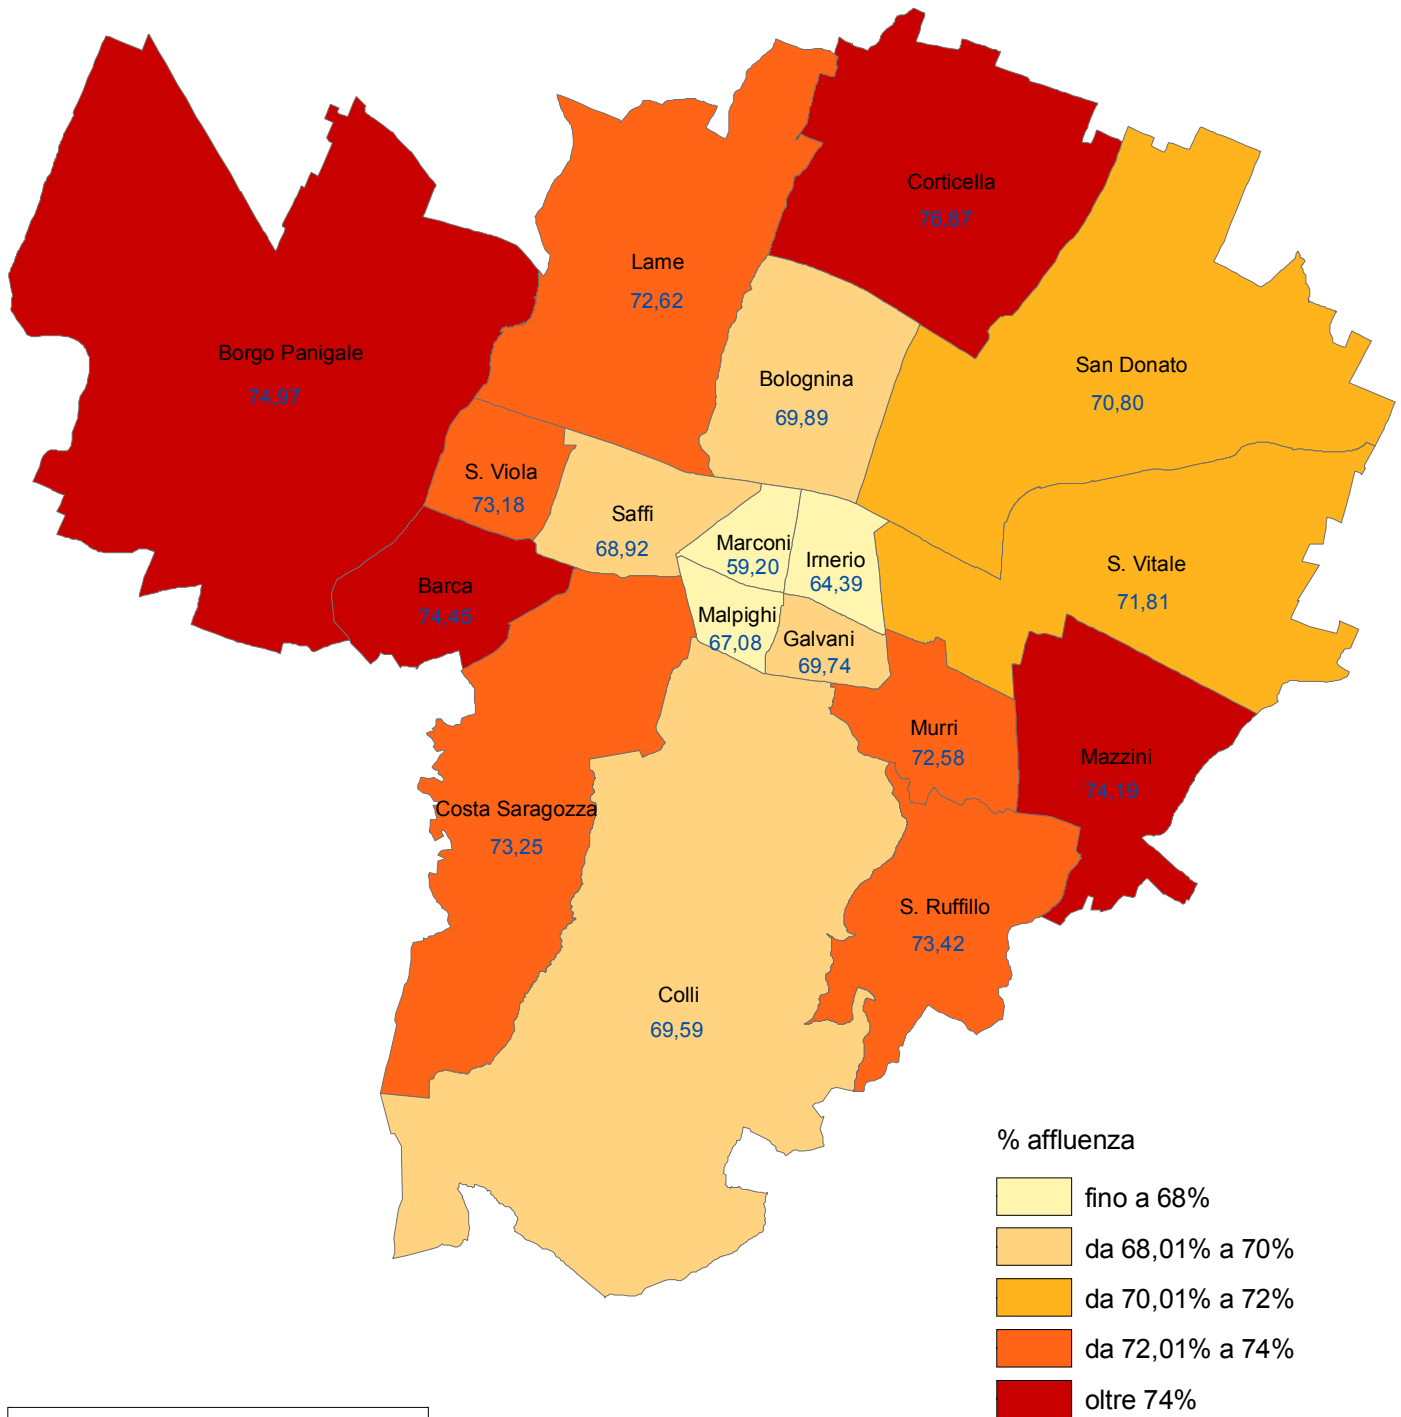 Corticella
76,87
Lame
72,62
Borgo Panigale
74,97
Bolognina
69,89
San Donato
70,80
S. Viola
73,18
Saffi
68,92
Marconi
59,20
Irnerio
64,39
S. Vitale
71,81
Barca
74,45
Malpighi
67,08
Galvani
69,74
Murri
72,58
Mazzini
74,19
Costa Saragozza
73,25
S. Ruffillo
73,42
Colli
69,59
% affluenza
fino a 68%
da 68,01% a 70%
da 70,01% a 72%
da 72,01% a 74%
oltre 74%